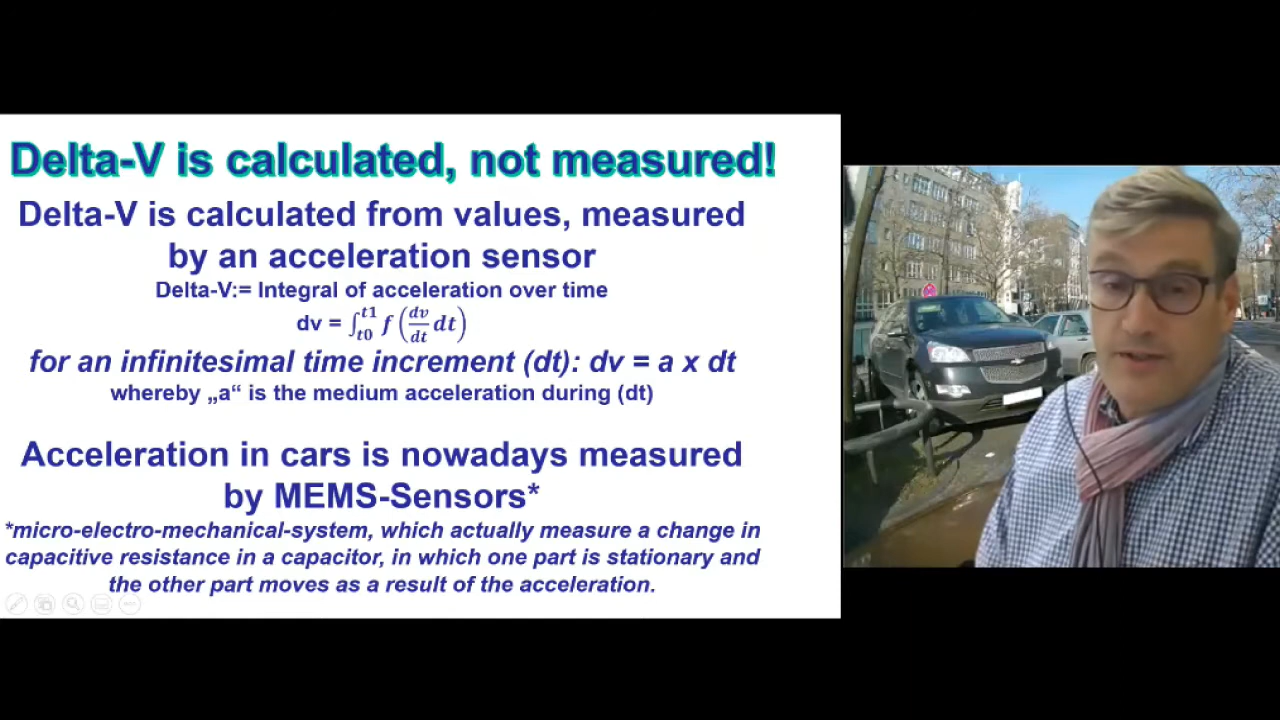 Delta-V is calculated, not measured!
Delta-V is calculated from values, measured
by an acceleration sensor
Delta-V:= Integral of acceleration over time
dv = ∫_{t0}^{t1} f(dv/dt dt)
for an infinitesimal time increment (dt): dv = a x dt
whereby „a“ is the medium acceleration during (dt)
Acceleration in cars is nowadays measured
by MEMS-Sensors*
*micro-electro-mechanical-system, which actually measure a change in
capacitive resistance in a capacitor, in which one part is stationary and
the other part moves as a result of the acceleration.